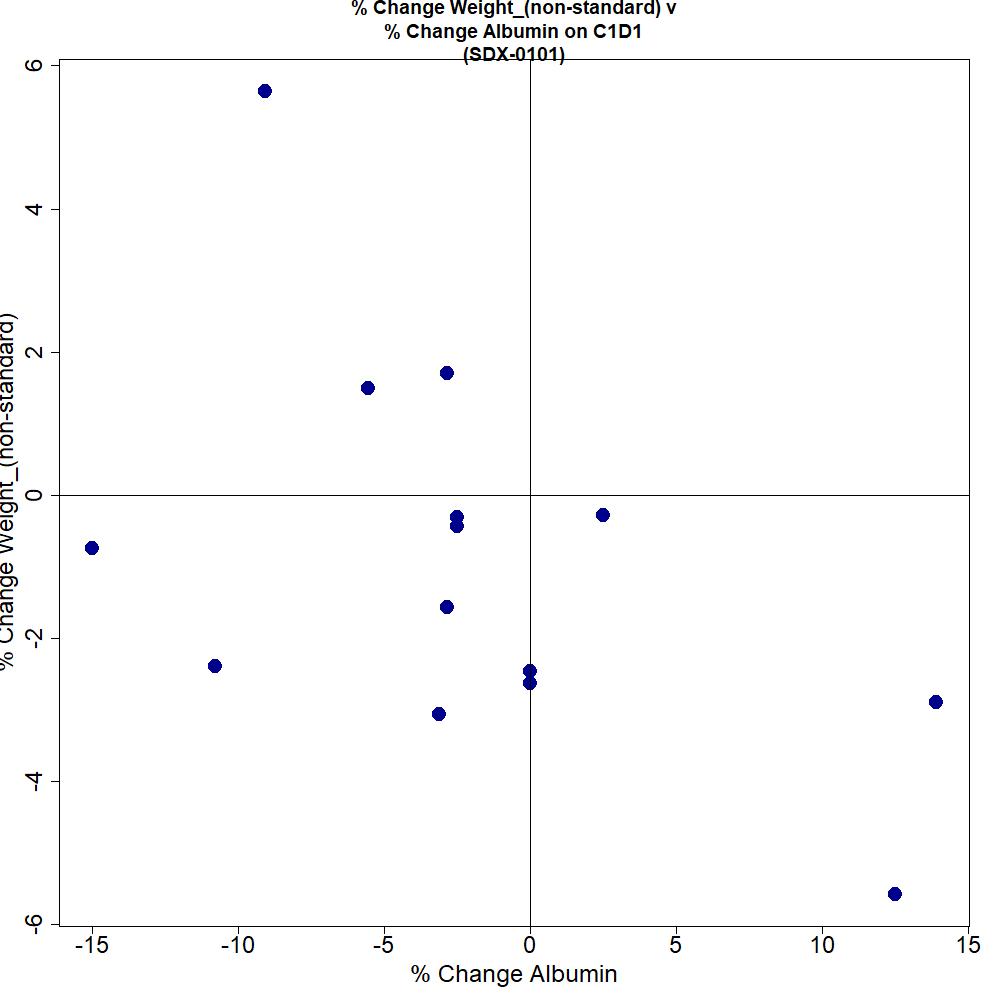 % Change Weight_(non-standard) v
% Change Albumin on C1D1
(SDX-0101)
% Change Weight_(non-standard)
6
4
2
0
-2
-4
-6
-15
-10
-5
0
5
10
15
% Change Albumin